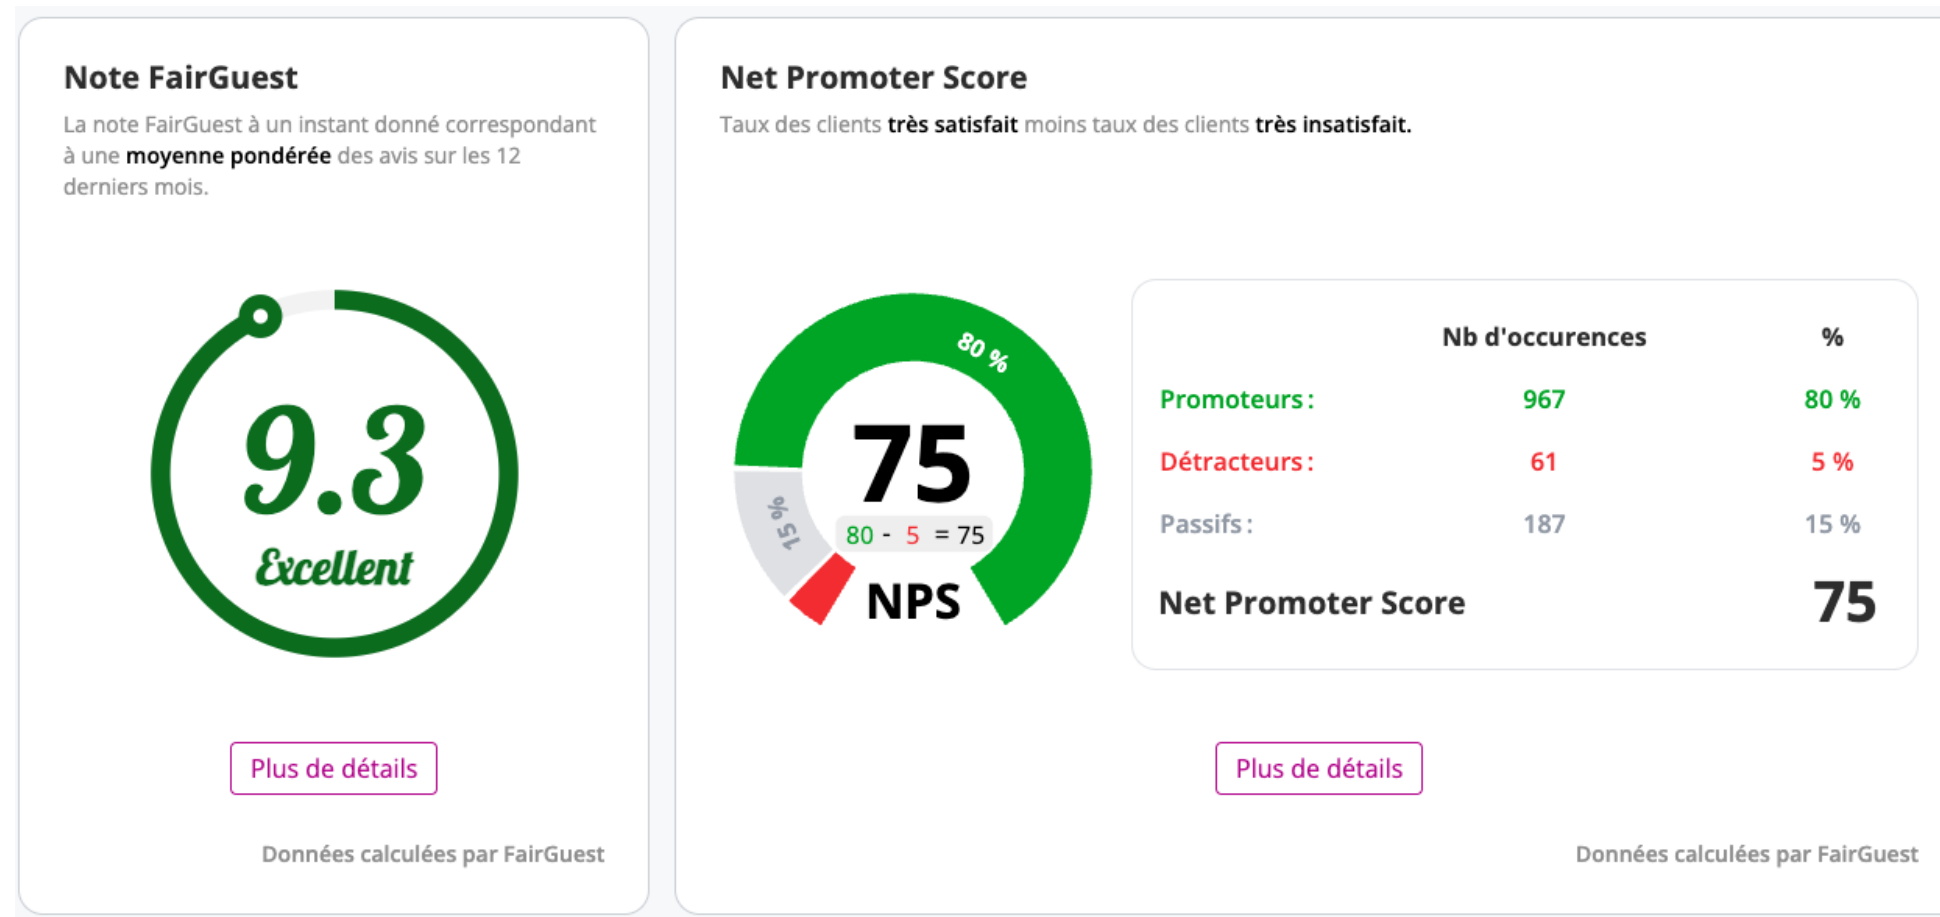 Note FairGuest
La note FairGuest à un instant donné correspondant
à une moyenne pondérée des avis sur les 12
derniers mois.
9.3
Excellent
Plus de détails
Données calculées par FairGuest
Net Promoter Score
Taux des clients très satisfait moins taux des clients très insatisfait.
80 %
15 %
75
80 - 5 = 75
NPS
Nb d'occurences %
Promoteurs : 967 80 %
Détracteurs : 61 5 %
Passifs : 187 15 %
Net Promoter Score 75
Plus de détails
Données calculées par FairGuest